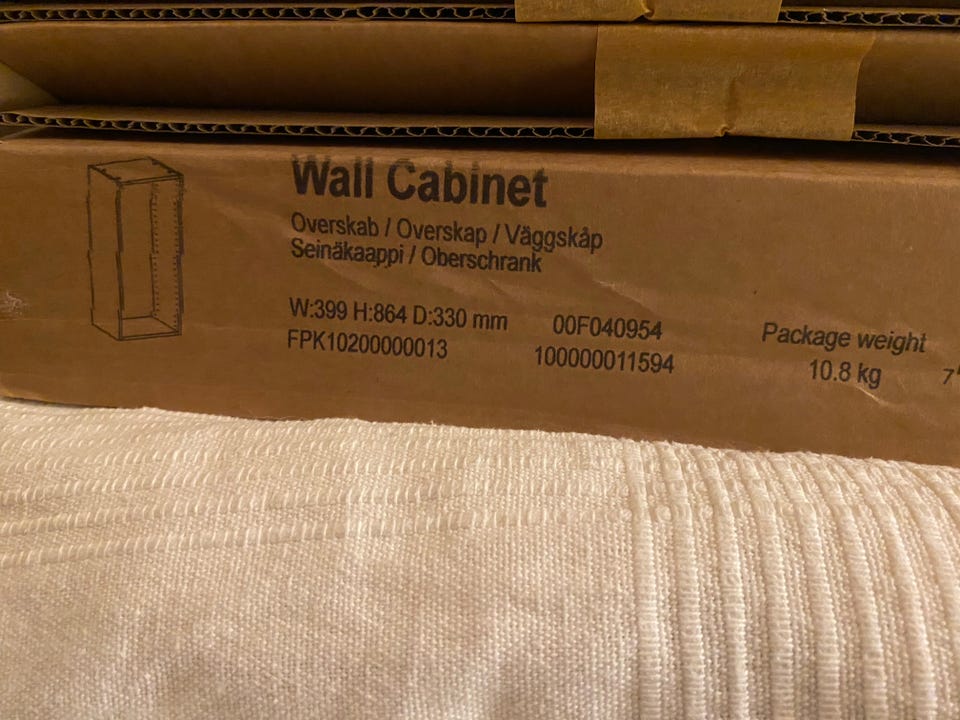 Wall Cabinet
Overskab / Overskap / Väggskåp
Seinäkaappi / Oberschrank
W:399 H:864 D:330 mm
00F040954
FPK10200000013
100000011594
Package weight
10.8 kg